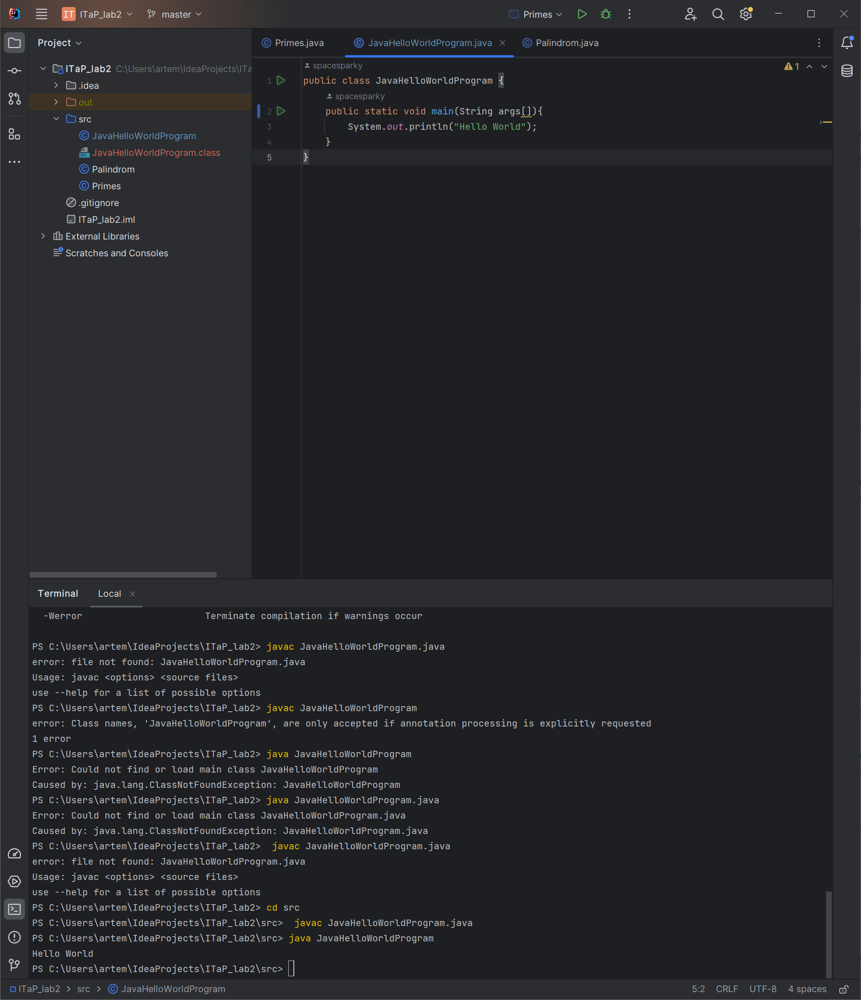 IT ITaP_lab2 master Primes
Project
Primes.java JavaHelloWorldProgram.java Palindrom.java
ITaP_lab2 C:\Users\artem\IdeaProjects\ITa
.idea
out
src
JavaHelloWorldProgram
JavaHelloWorldProgram.class
Palindrom
Primes
.gitignore
ITaP_lab2.iml
External Libraries
Scratches and Consoles
spacesparky
1
1 public class JavaHelloWorldProgram {
spacesparky
2 public static void main(String args[]){
3 System.out.println("Hello World");
4 }
5 }
Terminal Local
-Werror Terminate compilation if warnings occur
PS C:\Users\artem\IdeaProjects\ITaP_lab2> javac JavaHelloWorldProgram.java
error: file not found: JavaHelloWorldProgram.java
Usage: javac <options> <source files>
use --help for a list of possible options
PS C:\Users\artem\IdeaProjects\ITaP_lab2> javac JavaHelloWorldProgram
error: Class names, 'JavaHelloWorldProgram', are only accepted if annotation processing is explicitly requested
1 error
PS C:\Users\artem\IdeaProjects\ITaP_lab2> java JavaHelloWorldProgram
Error: Could not find or load main class JavaHelloWorldProgram
Caused by: java.lang.ClassNotFoundException: JavaHelloWorldProgram
PS C:\Users\artem\IdeaProjects\ITaP_lab2> java JavaHelloWorldProgram.java
Error: Could not find or load main class JavaHelloWorldProgram.java
Caused by: java.lang.ClassNotFoundException: JavaHelloWorldProgram.java
PS C:\Users\artem\IdeaProjects\ITaP_lab2>  javac JavaHelloWorldProgram.java
error: file not found: JavaHelloWorldProgram.java
Usage: javac <options> <source files>
use --help for a list of possible options
PS C:\Users\artem\IdeaProjects\ITaP_lab2> cd src
PS C:\Users\artem\IdeaProjects\ITaP_lab2\src>  javac JavaHelloWorldProgram.java
PS C:\Users\artem\IdeaProjects\ITaP_lab2\src> java JavaHelloWorldProgram
Hello World
PS C:\Users\artem\IdeaProjects\ITaP_lab2\src>
ITaP_lab2 > src > JavaHelloWorldProgram 5:2 CRLF UTF-8 4 spaces